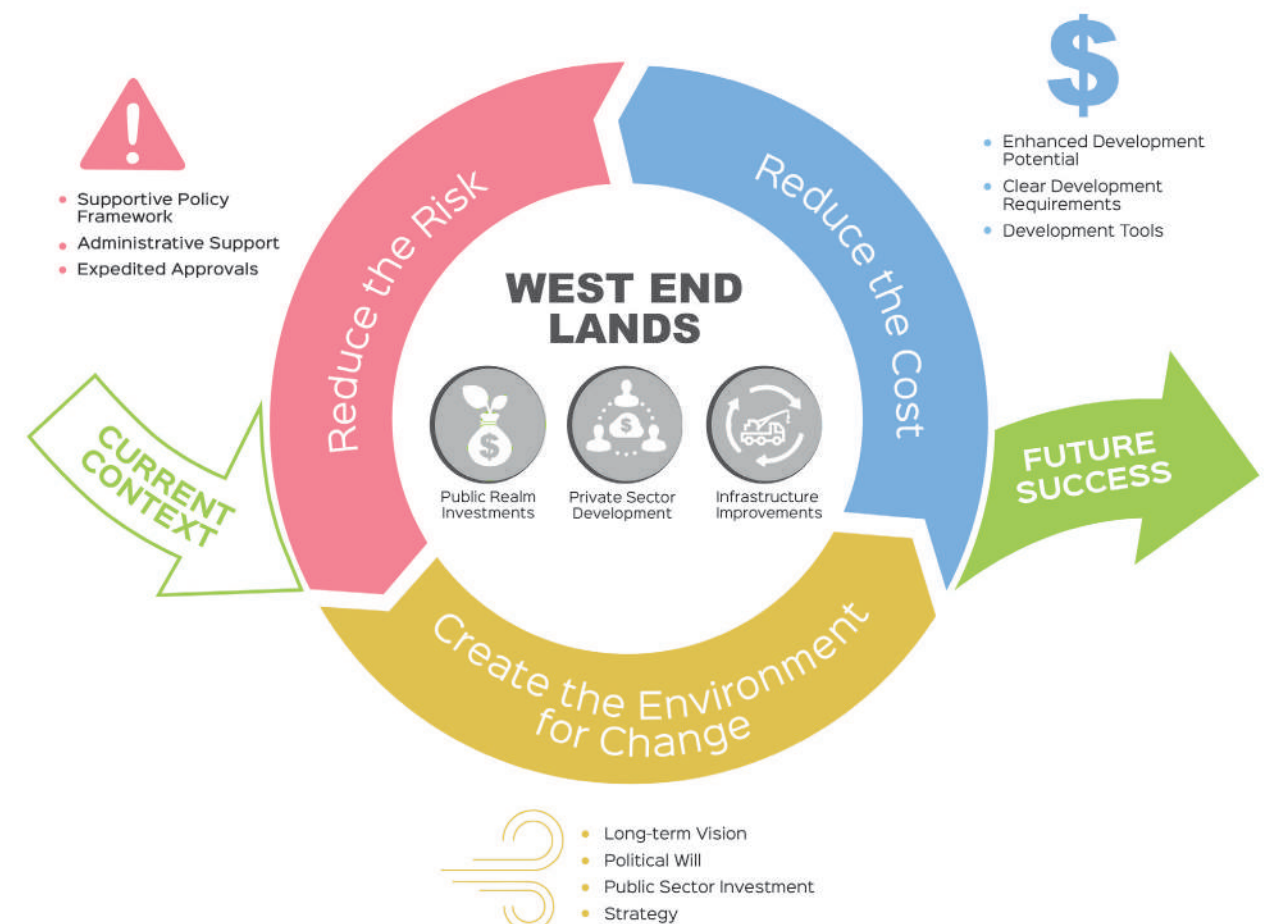 $
Supportive Policy
Framework
Administrative Support
Expedited Approvals
Enhanced Development
Potential
Clear Development
Requirements
Development Tools
Reduce the Risk
Reduce the Cost
WEST END
LANDS
$
$
Public Realm
Investments
Private Sector
Development
Infrastructure
Improvements
CURRENT
CONTEXT
FUTURE
SUCCESS
Create the Environment
for Change
Long-term Vision
Political Will
Public Sector Investment
Strategy